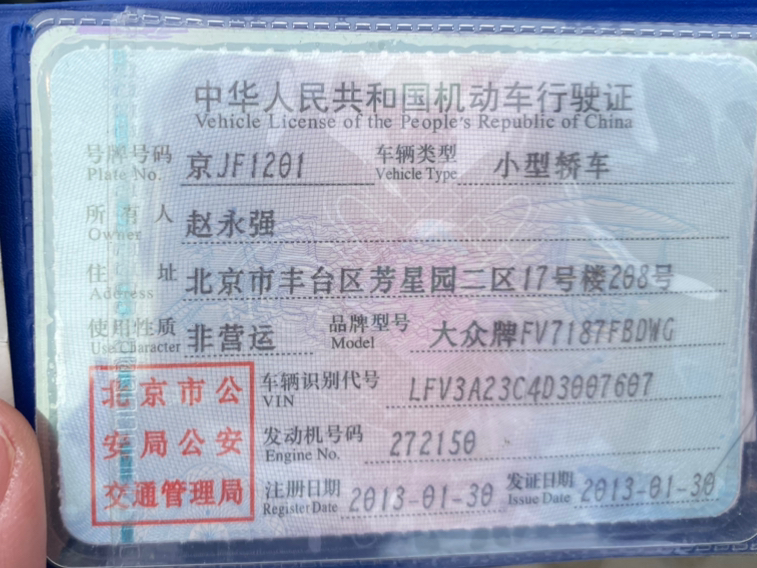 中华人民共和国机动车行驶证
Vehicle License of the People's Republic of China
号牌号码 京JF1201 车辆类型 小型轿车
Plate No. Vehicle Type
所有人 赵永强
Owner
住址 北京市丰台区芳星园二区17号楼208号
Address
使用性质 非营运 品牌型号 大众牌FV7187FBDWG
Use Character Model
北京市公 车辆识别代号 LFV3A23C4D3007607
VIN
安局公安 发动机号码 272150
Engine No.
交通管理局 注册日期 2013-01-30 发证日期 2013-01-30
Register Date Issue Date